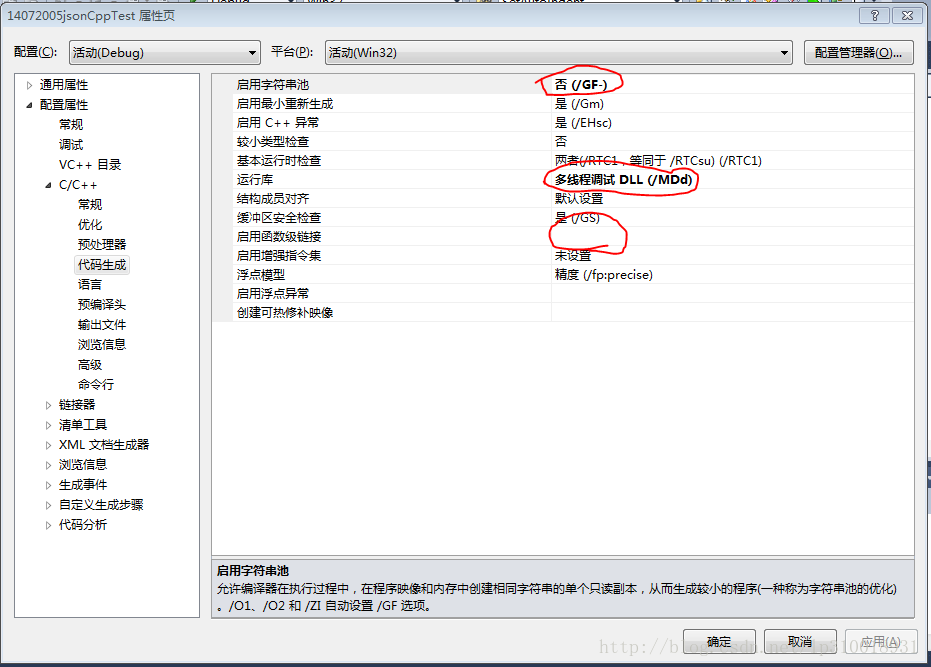 14072005jsonCppTest 属性页
配置(C): 活动(Debug) 平台(P): 活动(Win32) 配置管理器(O)...
通用属性
配置属性
常规
调试
VC++ 目录
C/C++
常规
优化
预处理器
代码生成
语言
预编译头
输出文件
浏览信息
高级
命令行
链接器
清单工具
XML 文档生成器
浏览信息
生成事件
自定义生成步骤
代码分析
启用字符串池 否 (/GF-)
启用最小重新生成 是 (/Gm)
启用 C++ 异常 是 (/EHsc)
较小类型检查 否
基本运行时检查 两者(/RTC1，等同于 /RTCsu) (/RTC1)
运行库 多线程调试 DLL (/MDd)
结构成员对齐 默认设置
缓冲区安全检查 是 (/GS)
启用函数级链接
启用增强指令集 未设置
浮点模型 精度 (/fp:precise)
启用浮点异常
创建可热修补映像
启用字符串池
允许编译器在执行过程中，在程序映像和内存中创建相同字符串的单个只读副本，从而生成较小的程序(一种称为字符串池的优化)
。/O1、/O2 和 /ZI 自动设置 /GF 选项。
确定 取消 应用(A)